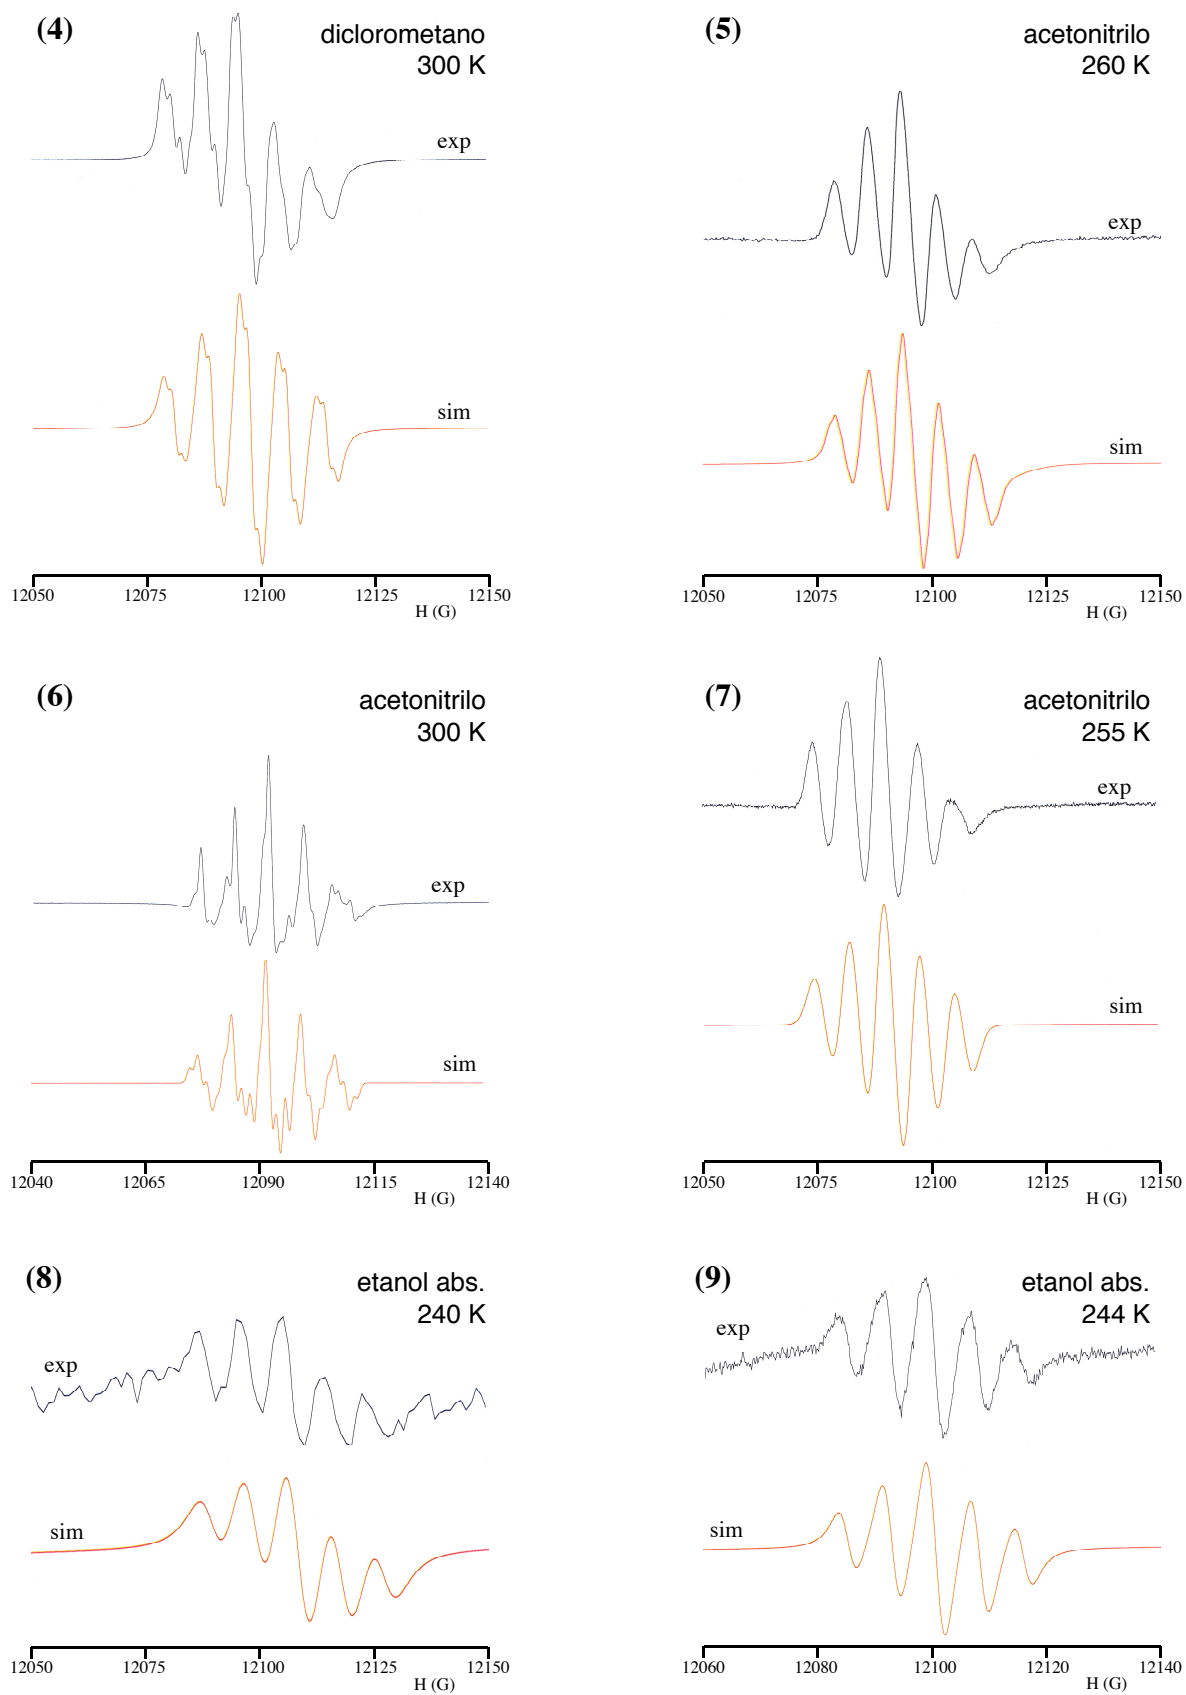 (4)
diclorometano
300 K
exp
sim
12050 12075 12100 12125 12150
H (G)
(5)
acetonitrilo
260 K
exp
sim
12050 12075 12100 12125 12150
H (G)
(6)
acetonitrilo
300 K
exp
sim
12040 12065 12090 12115 12140
H (G)
(7)
acetonitrilo
255 K
exp
sim
12050 12075 12100 12125 12150
H (G)
(8)
etanol abs.
240 K
exp
sim
12050 12075 12100 12125 12150
H (G)
(9)
etanol abs.
244 K
exp
sim
12060 12080 12100 12120 12140
H (G)